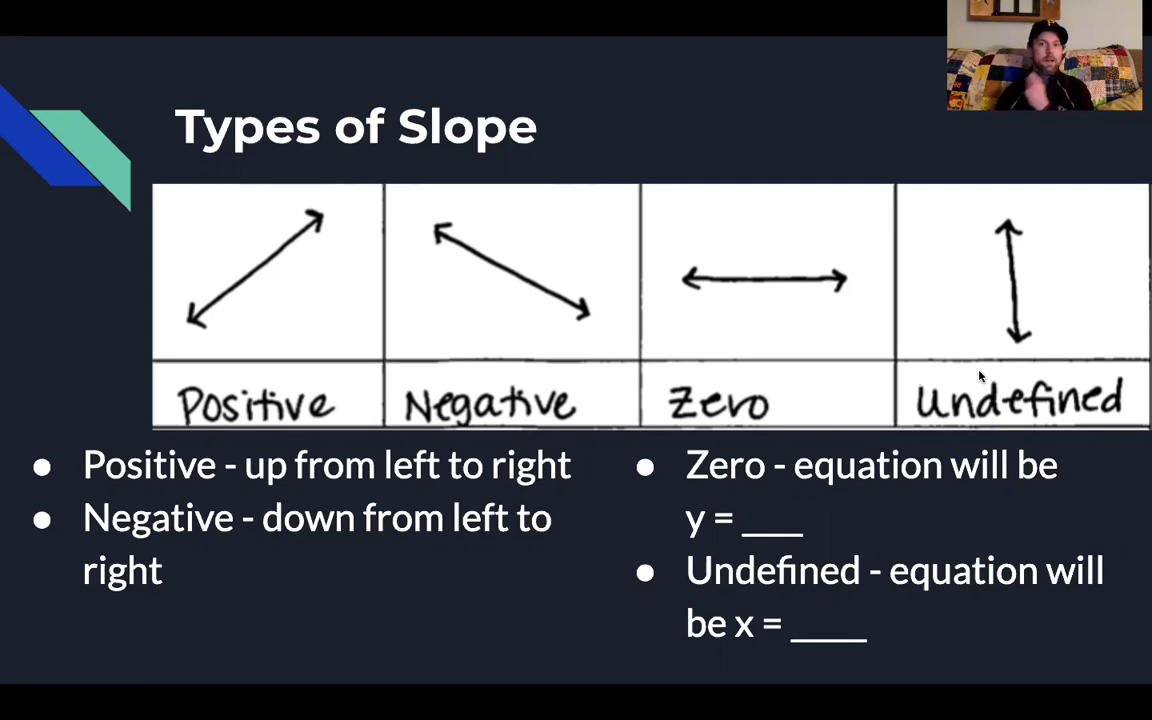 Types of Slope
Positive Negative Zero Undefined
● Positive - up from left to right
● Negative - down from left to
right
● Zero - equation will be
y = ___
● Undefined - equation will
be x = ____